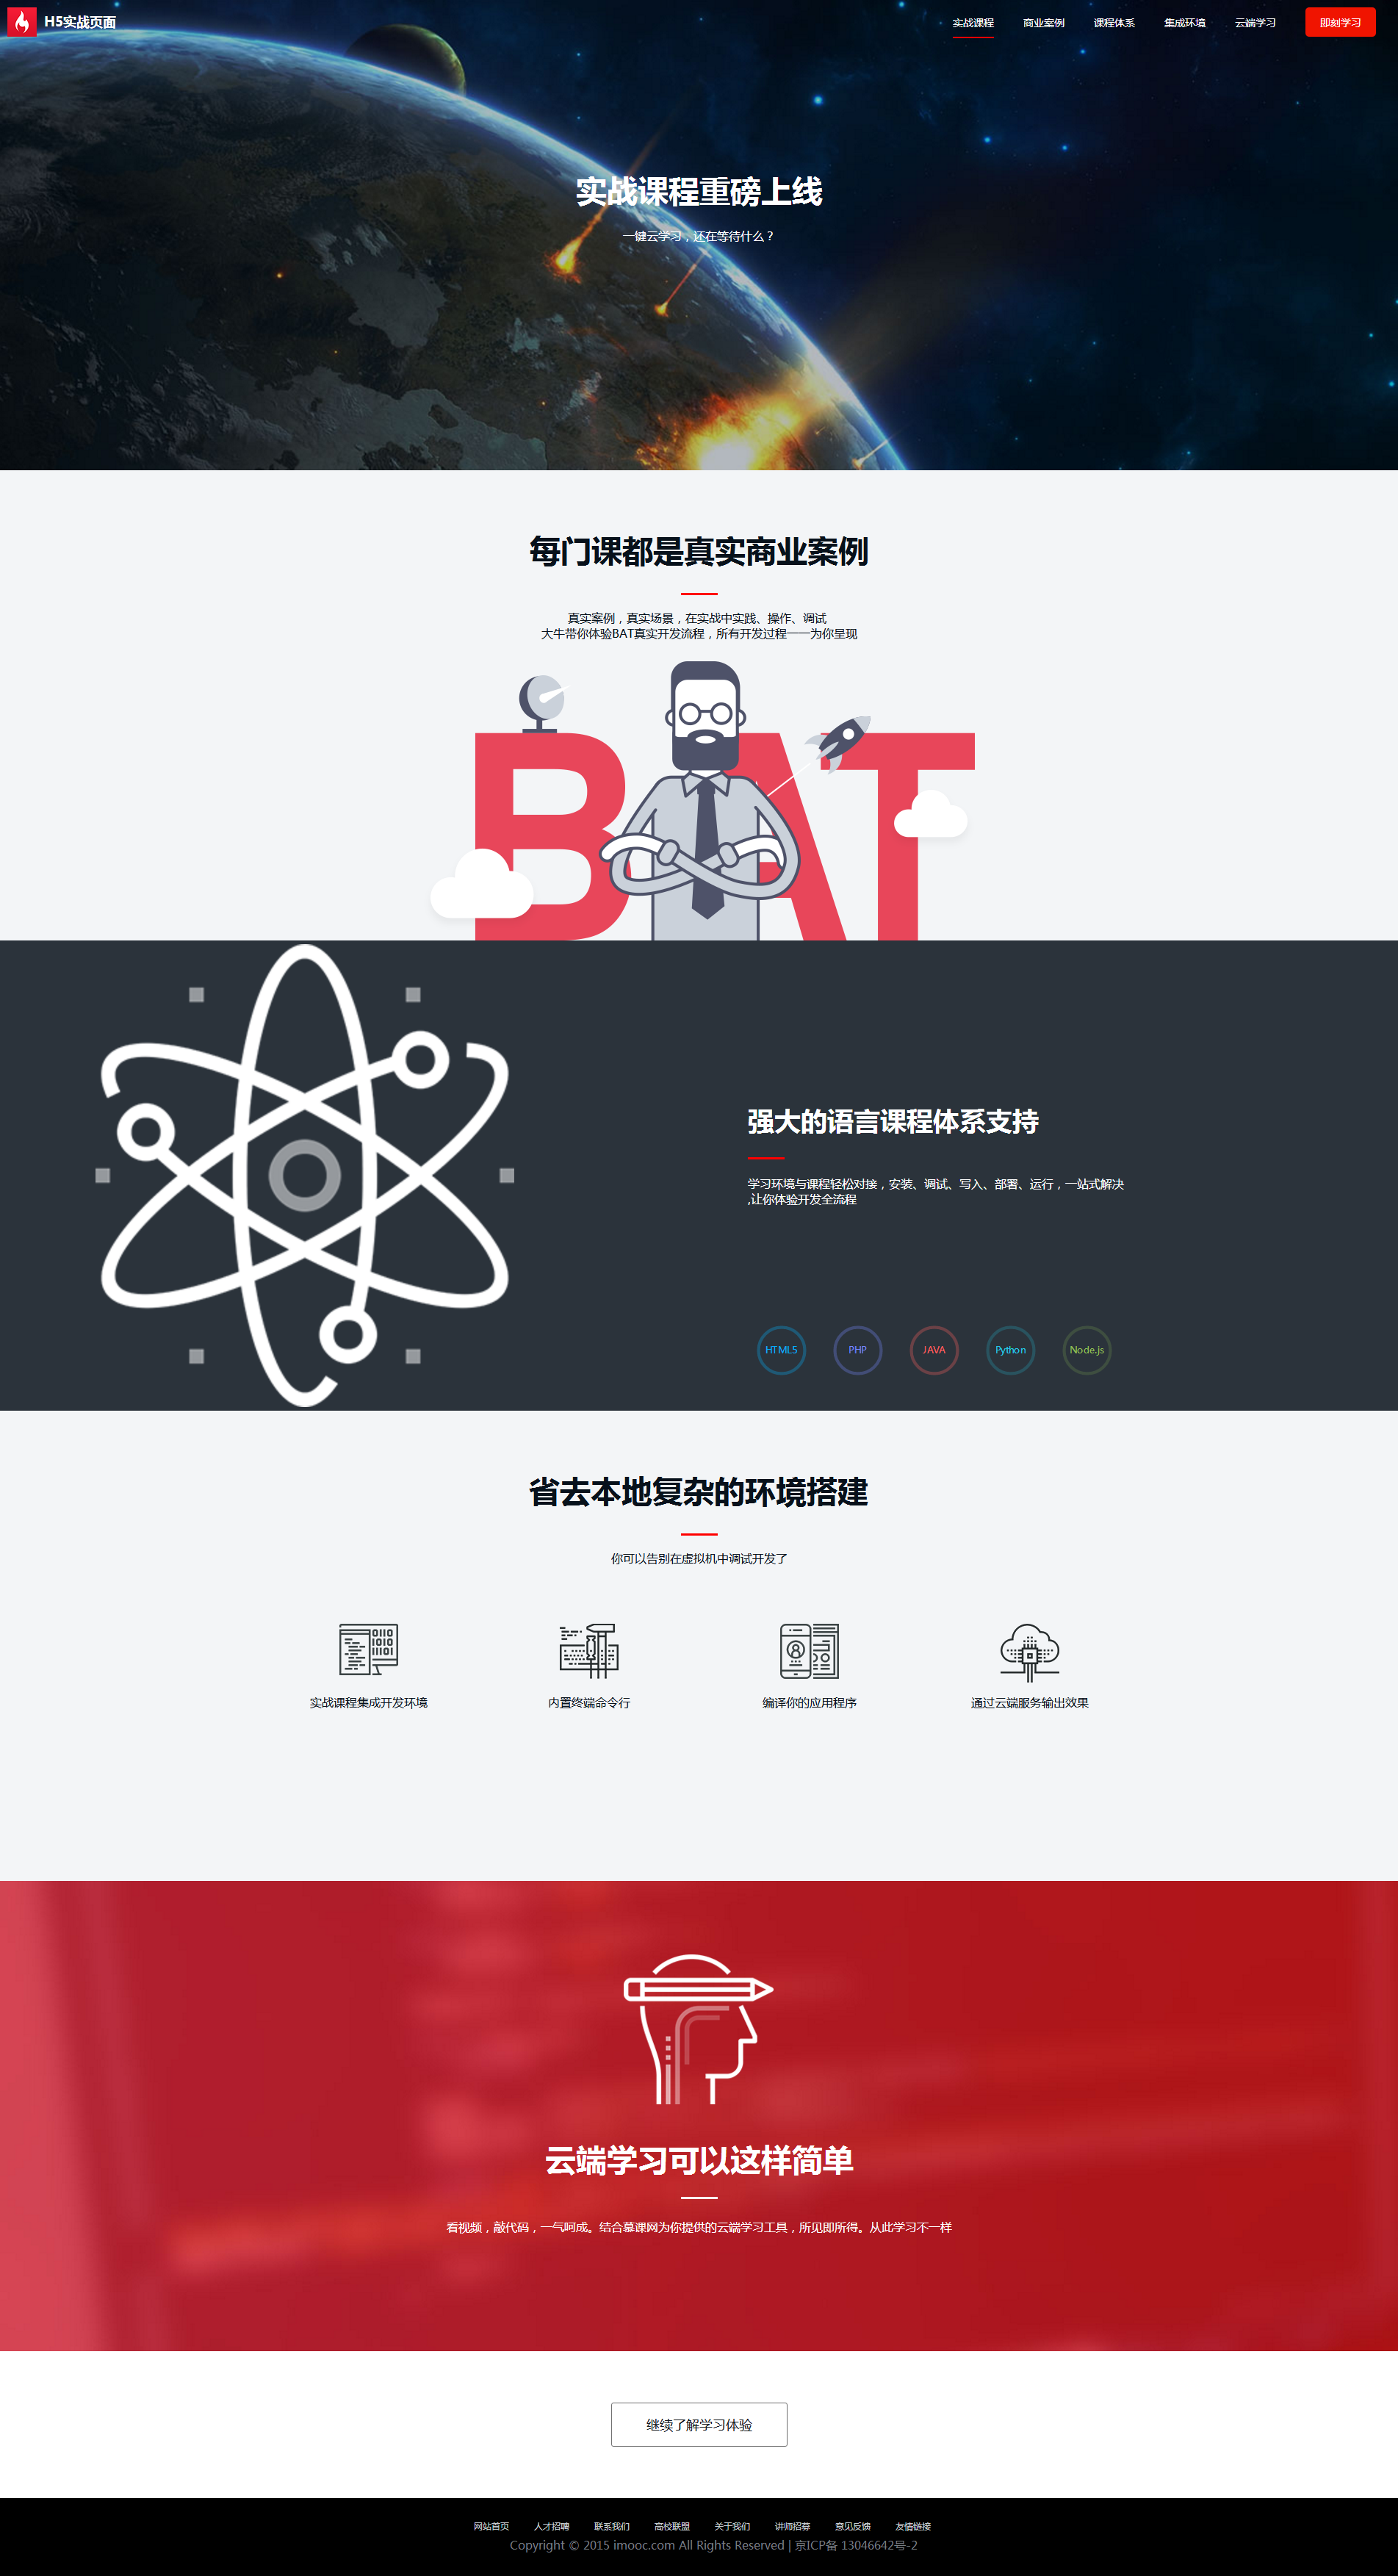 H5实战页面
实战课程 商业案例 课程体系 集成环境 云端学习 即刻学习
实战课程重磅上线
一键云学习，还在等待什么？
每门课都是真实商业案例
真实案例，真实场景，在实战中实践、操作、调试
大牛带你体验BAT真实开发流程，所有开发过程一一为你呈现
BAT
强大的语言课程体系支持
学习环境与课程轻松对接，安装、调试、写入、部署、运行，一站式解决
,让你体验开发全流程
HTML5 PHP JAVA Python Node.js
省去本地复杂的环境搭建
你可以告别在虚拟机中调试开发了
实战课程集成开发环境 内置终端命令行 编译你的应用程序 通过云端服务输出效果
云端学习可以这样简单
看视频，敲代码，一气呵成。结合慕课网为你提供的云端学习工具，所见即所得。从此学习不一样
继续了解学习体验
网站首页 人才招聘 联系我们 高校联盟 关于我们 讲师招募 意见反馈 友情链接
Copyright © 2015 imooc.com All Rights Reserved | 京ICP备 13046642号-2